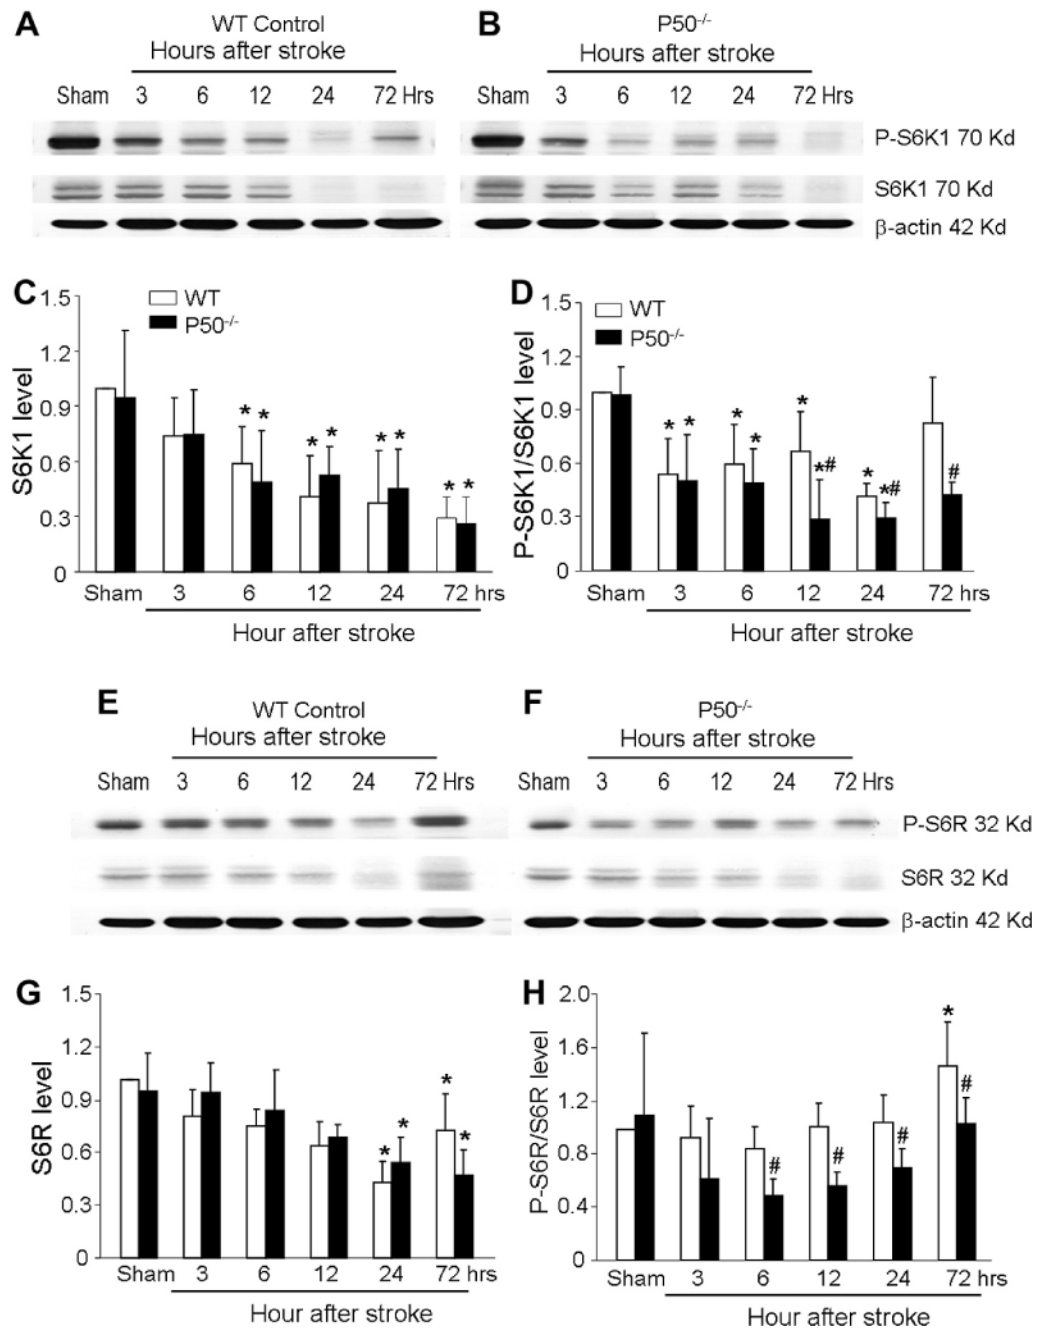 A
WT Control
Hours after stroke
Sham 3 6 12 24 72 Hrs
B
P50-/-
Hours after stroke
Sham 3 6 12 24 72 Hrs
P-S6K1 70 Kd
S6K1 70 Kd
β-actin 42 Kd
C
S6K1 level
1.5
1.2
0.9
0.6
0.3
0
WT
P50-/-
* *
* *
* *
* *
Sham 3 6 12 24 72 hrs
Hour after stroke
D
P-S6K1/S6K1 level
1.5
1.2
0.9
0.6
0.3
0
WT
P50-/-
* *
* *
* *#
* *#
#
Sham 3 6 12 24 72 hrs
Hour after stroke
E
WT Control
Hours after stroke
Sham 3 6 12 24 72 Hrs
F
P50-/-
Hours after stroke
Sham 3 6 12 24 72 Hrs
P-S6R 32 Kd
S6R 32 Kd
β-actin 42 Kd
G
S6R level
1.5
1.2
0.9
0.6
0.3
0
* *
* *
Sham 3 6 12 24 72 hrs
Hour after stroke
H
P-S6R/S6R level
2.0
1.6
1.2
0.8
0.4
0
#
#
#
* #
Sham 3 6 12 24 72 hrs
Hour after stroke